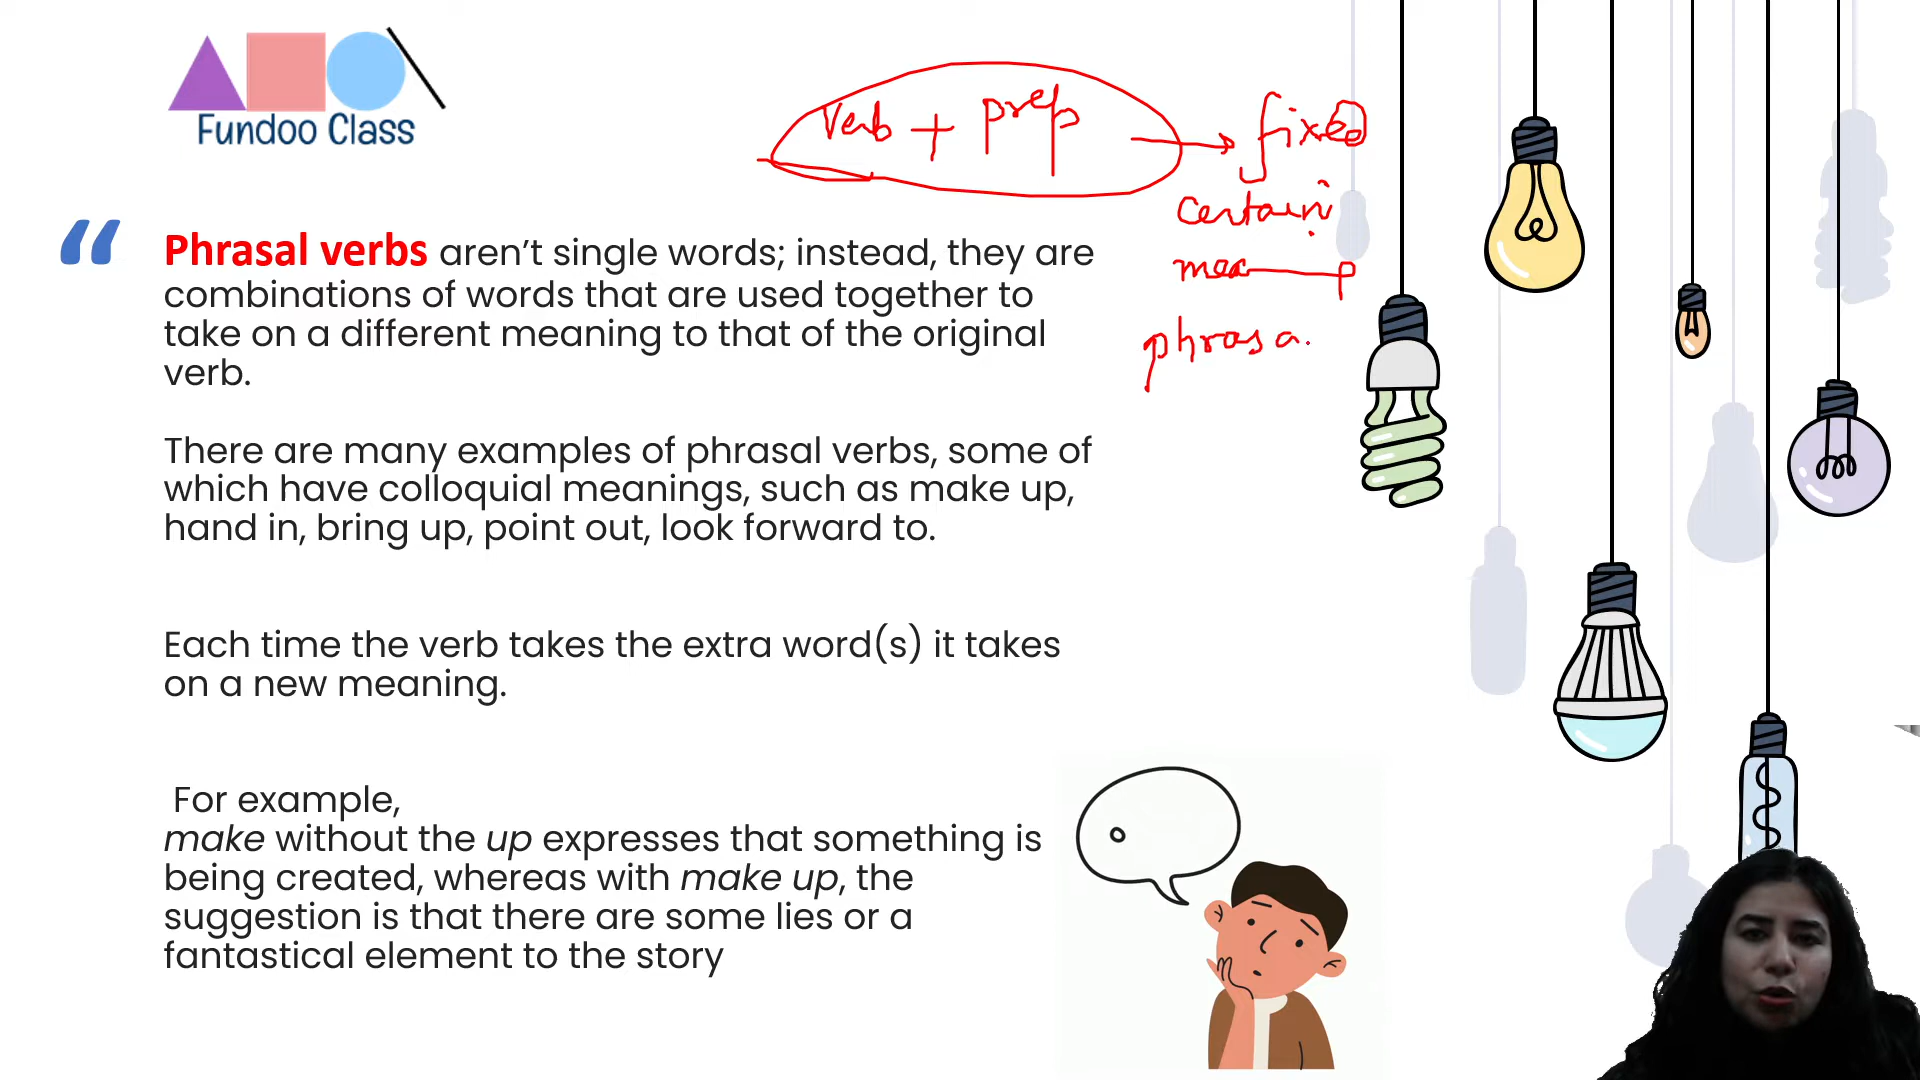 Fundoo Class
Verb + prep → fixed
certain
“
Phrasal verbs aren’t single words; instead, they are
combinations of words that are used together to
take on a different meaning to that of the original
verb.
phrasa
There are many examples of phrasal verbs, some of
which have colloquial meanings, such as make up,
hand in, bring up, point out, look forward to.
Each time the verb takes the extra word(s) it takes
on a new meaning.
For example,
make without the up expresses that something is
being created, whereas with make up, the
suggestion is that there are some lies or a
fantastical element to the story